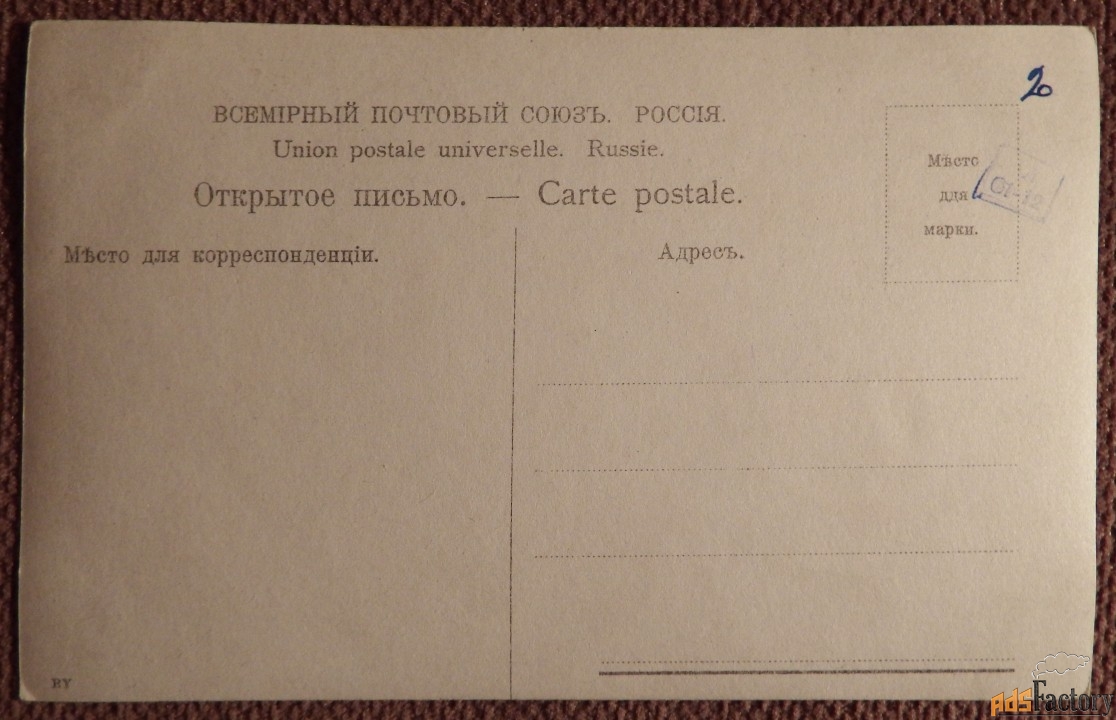 20
ВСЕМІРНЫЙ ПОЧТОВЫЙ СОЮЗЪ. РОССІЯ.
Union postale universelle. Russie.
Открытое письмо. — Carte postale.
Мѣсто
для
марки.
Мѣсто для корреспонденціи.
Адресъ.
adsFactory